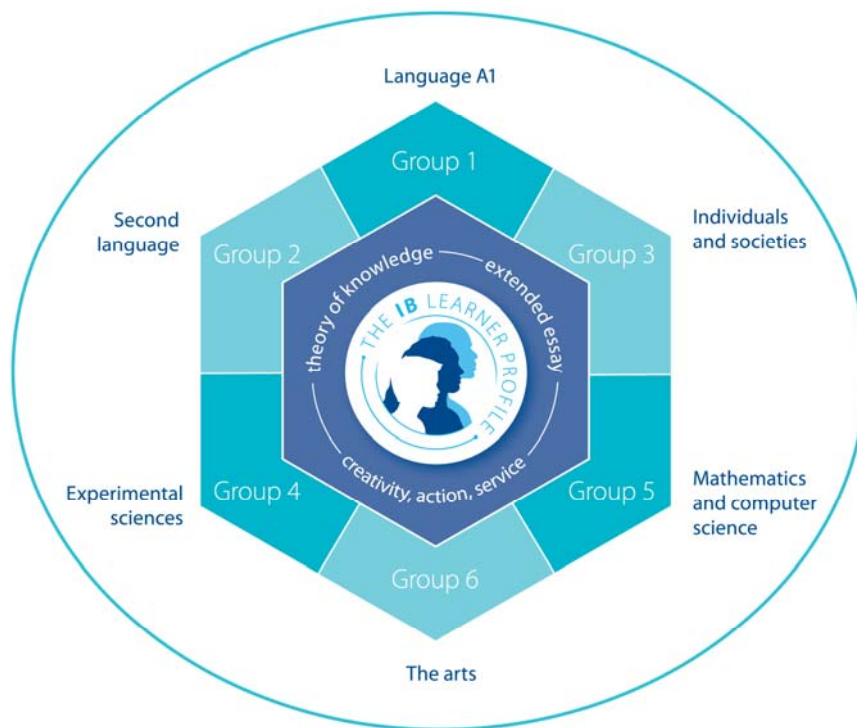 Language A1
Group 1
Second
language
Group 2
Group 3
Individuals
and societies
theory of knowledge
extended essay
THE IB LEARNER PROFILE
creativity, action, service
Experimental
sciences
Group 4
Group 5
Mathematics
and computer
science
Group 6
The arts